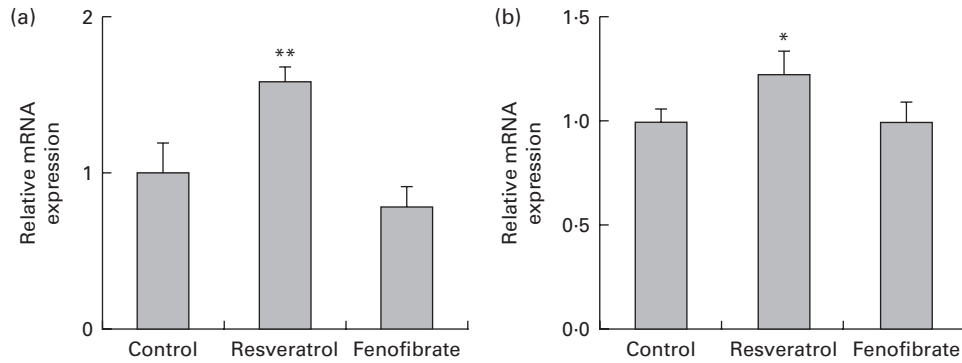 (a)
2
1
0
Relative mRNA
expression
**
Control Resveratrol Fenofibrate
(b)
1·5
1·0
0·5
0·0
Relative mRNA
expression
*
Control Resveratrol Fenofibrate